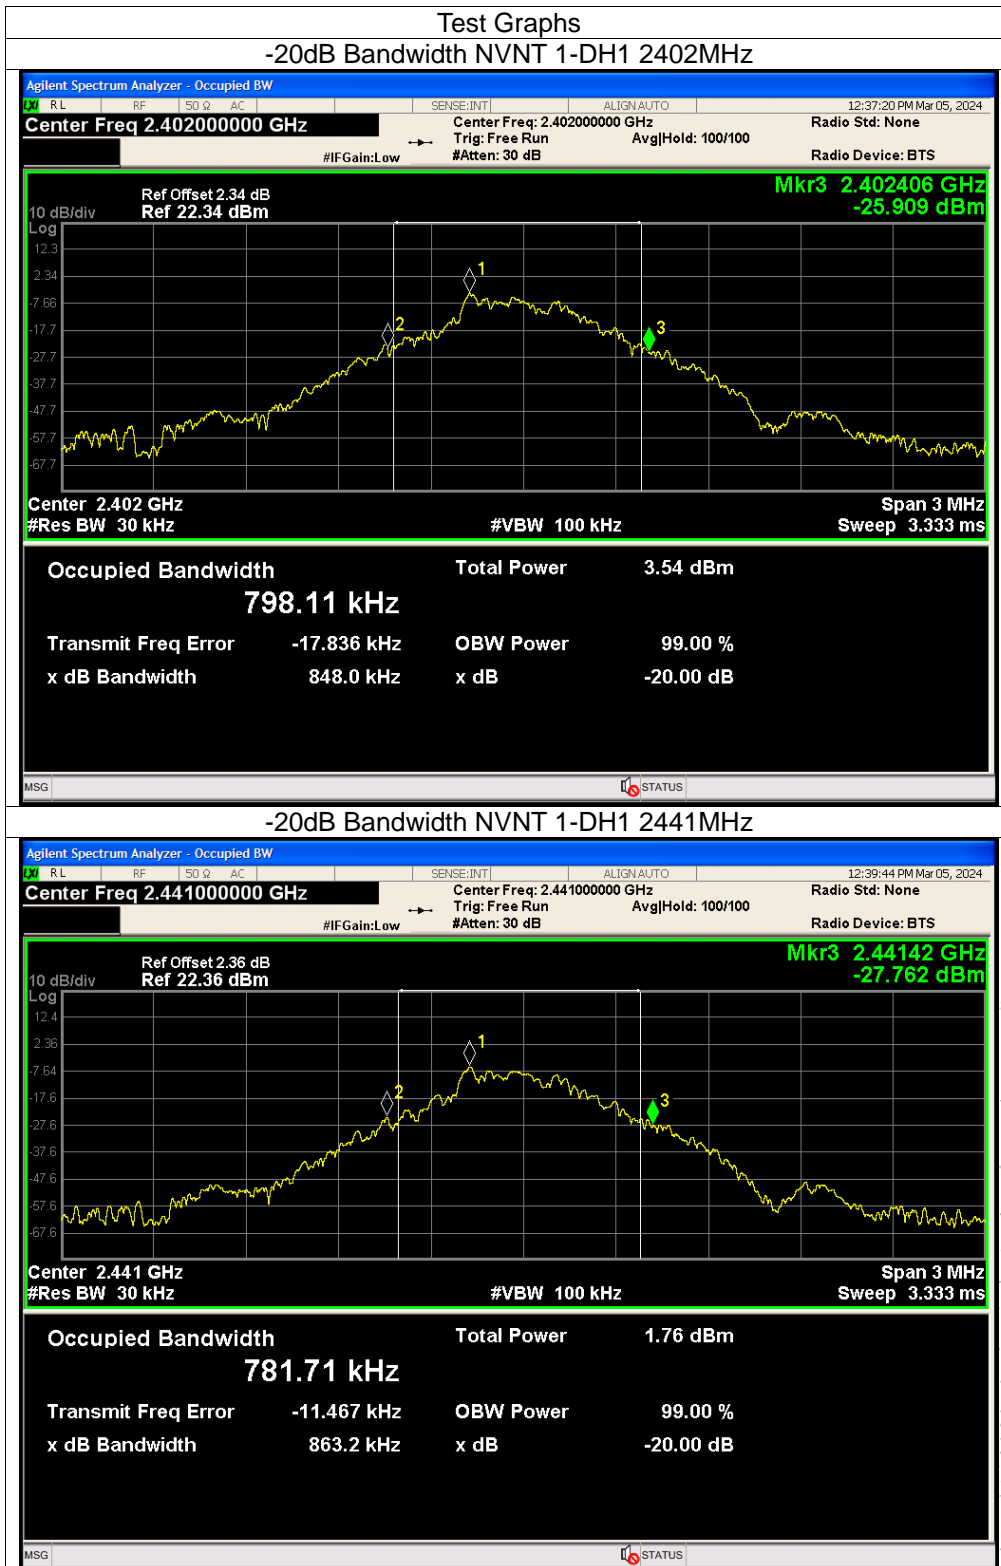 Test Graphs
-20dB Bandwidth NVNT 1-DH1 2402MHz
Agilent Spectrum Analyzer - Occupied BW
LXI RL RF 50 Ω AC SENSE:INT ALIGN AUTO 12:37:20 PM Mar 05, 2024
Center Freq 2.402000000 GHz Center Freq: 2.402000000 GHz Radio Std: None
Trig: Free Run Avg|Hold: 100/100
#IFGain:Low #Atten: 30 dB Radio Device: BTS
Mkr3 2.402406 GHz
-25.909 dBm
Ref Offset 2.34 dB
10 dB/div Ref 22.34 dBm
Log
12.3
1
2.34
-7.66
2
3
-17.7
-27.7
-37.7
-47.7
-57.7
-67.7
Center 2.402 GHz Span 3 MHz
#Res BW 30 kHz #VBW 100 kHz Sweep 3.333 ms
Occupied Bandwidth Total Power 3.54 dBm
798.11 kHz
Transmit Freq Error -17.836 kHz OBW Power 99.00 %
x dB Bandwidth 848.0 kHz x dB -20.00 dB
MSG STATUS
-20dB Bandwidth NVNT 1-DH1 2441MHz
Agilent Spectrum Analyzer - Occupied BW
LXI RL RF 50 Ω AC SENSE:INT ALIGN AUTO 12:39:44 PM Mar 05, 2024
Center Freq 2.441000000 GHz Center Freq: 2.441000000 GHz Radio Std: None
Trig: Free Run Avg|Hold: 100/100
#IFGain:Low #Atten: 30 dB Radio Device: BTS
Mkr3 2.44142 GHz
-27.762 dBm
Ref Offset 2.36 dB
10 dB/div Ref 22.36 dBm
Log
12.4
1
2.36
-7.64
2
3
-17.6
-27.6
-37.6
-47.6
-57.6
-67.6
Center 2.441 GHz Span 3 MHz
#Res BW 30 kHz #VBW 100 kHz Sweep 3.333 ms
Occupied Bandwidth Total Power 1.76 dBm
781.71 kHz
Transmit Freq Error -11.467 kHz OBW Power 99.00 %
x dB Bandwidth 863.2 kHz x dB -20.00 dB
MSG STATUS